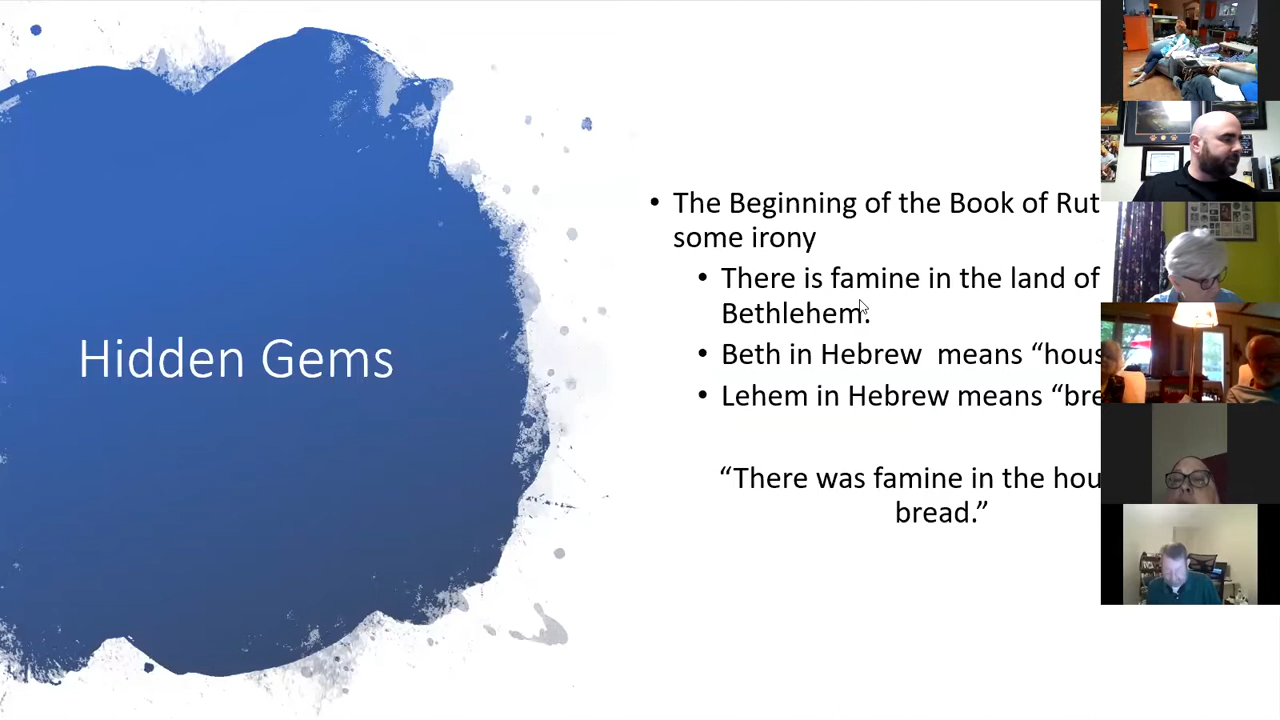 Hidden Gems
• The Beginning of the Book of Rut
some irony
• There is famine in the land of
Bethlehem.
• Beth in Hebrew means “hous
• Lehem in Hebrew means “bre
“There was famine in the hou
bread.”